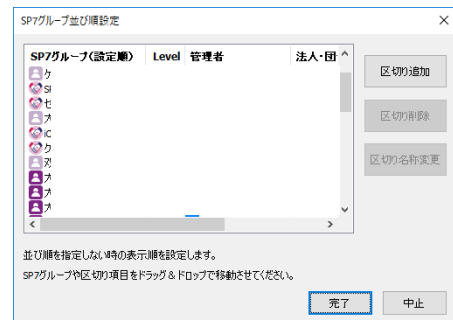 SP7グループ並び順設定
SP7グループ(設定順) Level 管理者 法人・団
区切り追加
ケ
SI
セ
区切り削除
iC
ク
区切り名称変更
並び順を指定しない時の表示順を設定します。
SP7グループや区切り項目をドラッグ＆ドロップで移動させてください。
完了 中止